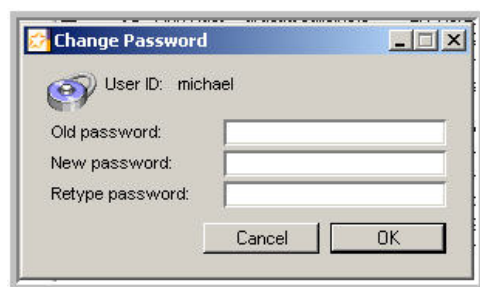 Change Password
User ID: michael
Old password:
New password:
Retype password:
Cancel OK